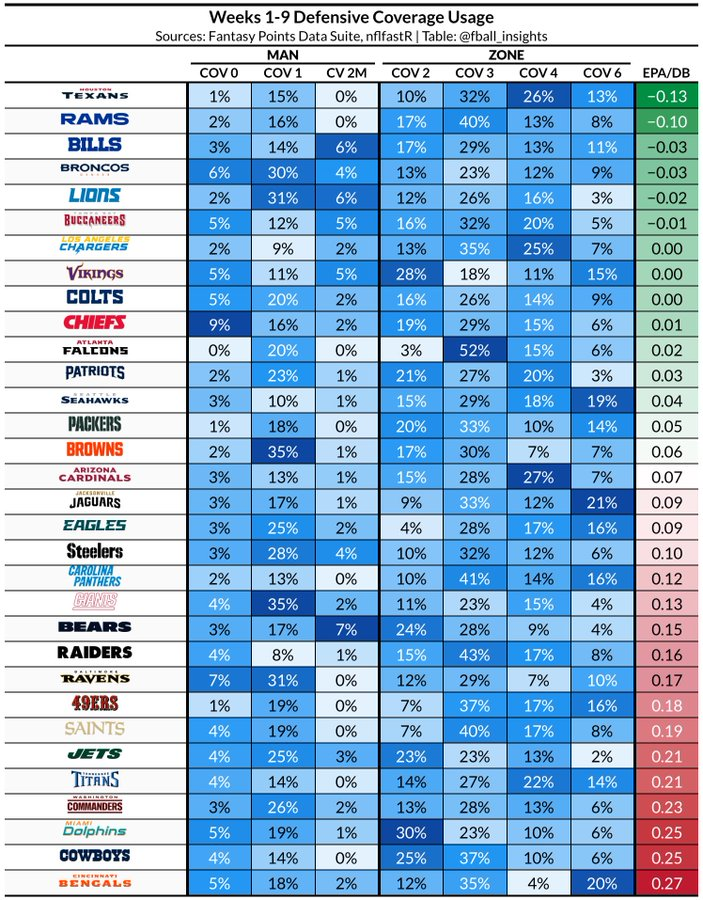 Weeks 1-9 Defensive Coverage Usage
Sources: Fantasy Points Data Suite, nflfastR | Table: @fball_insights
MAN ZONE
COV 0 COV 1 CV 2M COV 2 COV 3 COV 4 COV 6 EPA/DB
HOUSTON
TEXANS 1% 15% 0% 10% 32% 26% 13% −0.13
RAMS 2% 16% 0% 17% 40% 13% 8% −0.10
BILLS 3% 14% 6% 17% 29% 13% 11% −0.03
BRONCOS 6% 30% 4% 13% 23% 12% 9% −0.03
LIONS 2% 31% 6% 12% 26% 16% 3% −0.02
BUCCANEERS 5% 12% 5% 16% 32% 20% 5% −0.01
LOS ANGELES
CHARGERS 2% 9% 2% 13% 35% 25% 7% 0.00
VIKINGS 5% 11% 5% 28% 18% 11% 15% 0.00
COLTS 5% 20% 2% 16% 26% 14% 9% 0.00
CHIEFS 9% 16% 2% 19% 29% 15% 6% 0.01
ATLANTA
FALCONS 0% 20% 0% 3% 52% 15% 6% 0.02
PATRIOTS 2% 23% 1% 21% 27% 20% 3% 0.03
SEATTLE
SEAHAWKS 3% 10% 1% 15% 29% 18% 19% 0.04
PACKERS 1% 18% 0% 20% 33% 10% 14% 0.05
BROWNS 2% 35% 1% 17% 30% 7% 7% 0.06
ARIZONA
CARDINALS 3% 13% 1% 15% 28% 27% 7% 0.07
JACKSONVILLE
JAGUARS 3% 17% 1% 9% 33% 12% 21% 0.09
EAGLES 3% 25% 2% 4% 28% 17% 16% 0.09
Steelers 3% 28% 4% 10% 32% 12% 6% 0.10
CAROLINA
PANTHERS 2% 13% 0% 10% 41% 14% 16% 0.12
GIANTS 4% 35% 2% 11% 23% 15% 4% 0.13
BEARS 3% 17% 7% 24% 28% 9% 4% 0.15
RAIDERS 4% 8% 1% 15% 43% 17% 8% 0.16
BALTIMORE
RAVENS 7% 31% 0% 12% 29% 7% 10% 0.17
49ERS 1% 19% 0% 7% 37% 17% 16% 0.18
SAINTS 4% 19% 0% 7% 40% 17% 8% 0.19
JETS 4% 25% 3% 23% 23% 13% 2% 0.21
TENNESSEE
TITANS 4% 14% 0% 14% 27% 22% 14% 0.21
WASHINGTON
COMMANDERS 3% 26% 2% 13% 28% 13% 6% 0.23
MIAMI
Dolphins 5% 19% 1% 30% 23% 10% 6% 0.25
COWBOYS 4% 14% 0% 25% 37% 10% 6% 0.25
CINCINNATI
BENGALS 5% 18% 2% 12% 35% 4% 20% 0.27